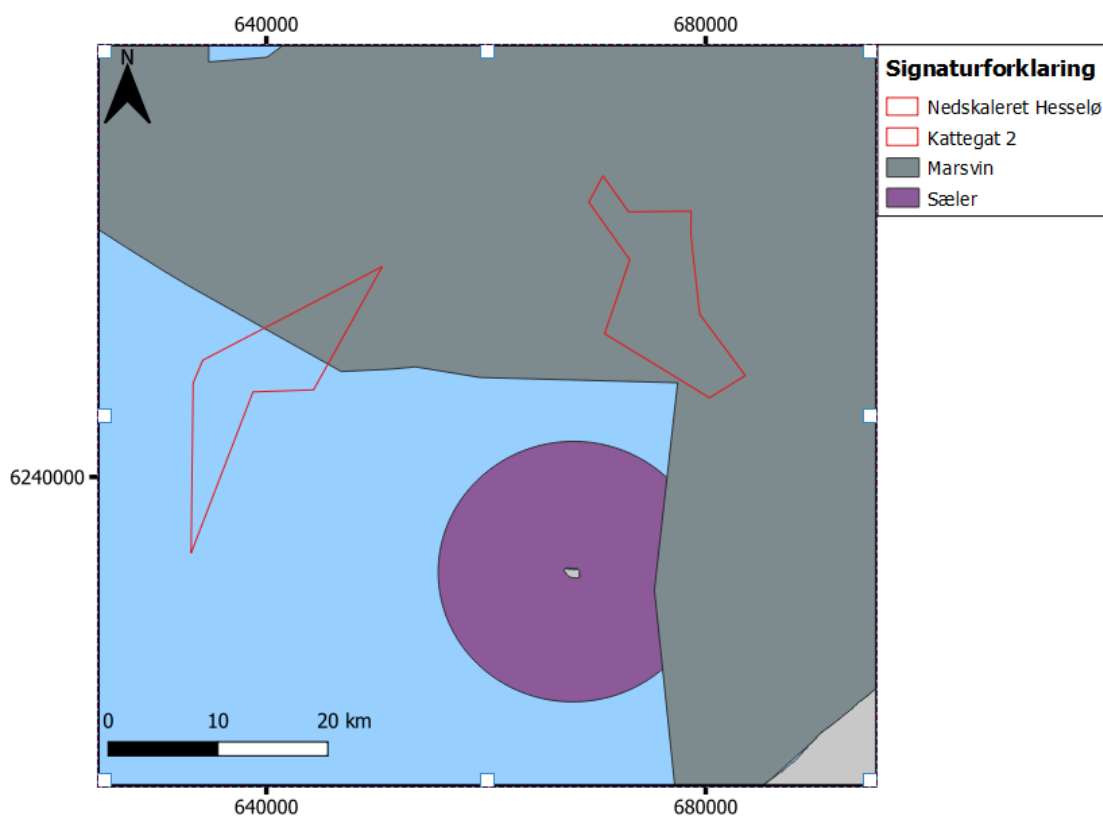 640000 680000
N
Signaturforklaring
Nedskaleret Hesselø
Kattegat 2
Marsvin
Sæler
6240000
0 10 20 km
640000 680000